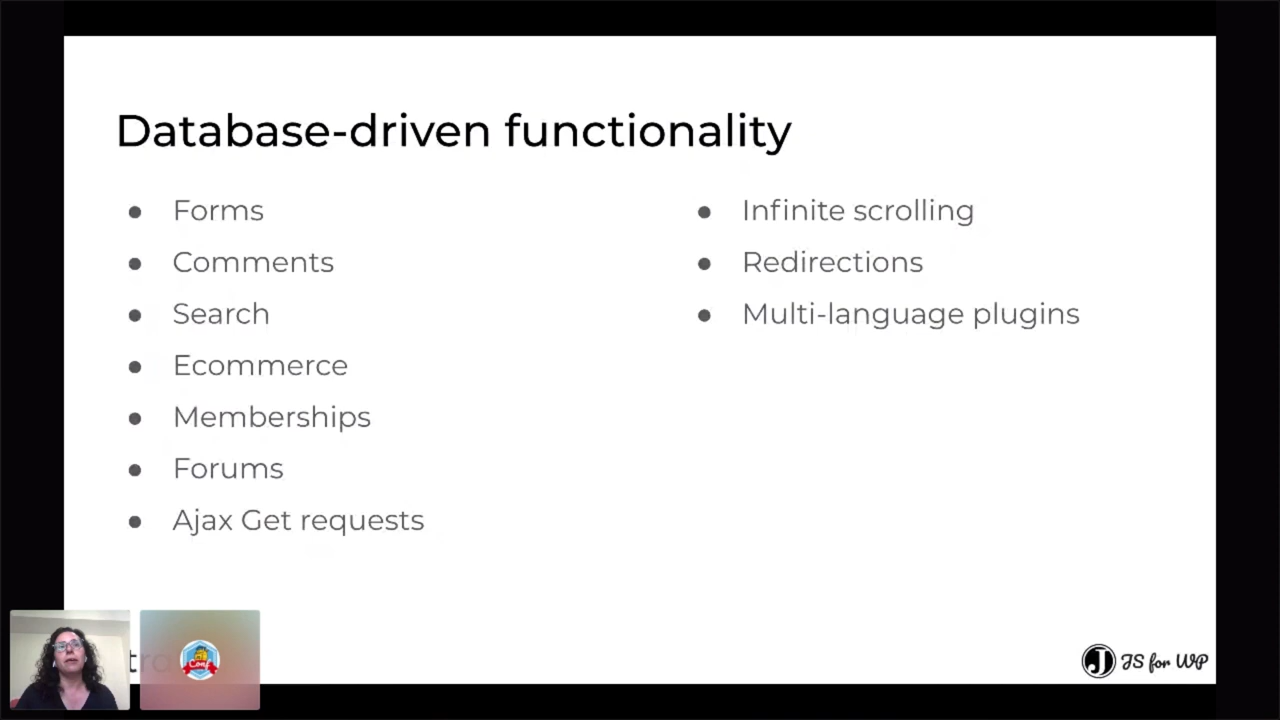 Database-driven functionality
Forms
Comments
Search
Ecommerce
Memberships
Forums
Ajax Get requests
Infinite scrolling
Redirections
Multi-language plugins
Conf
JS for WP